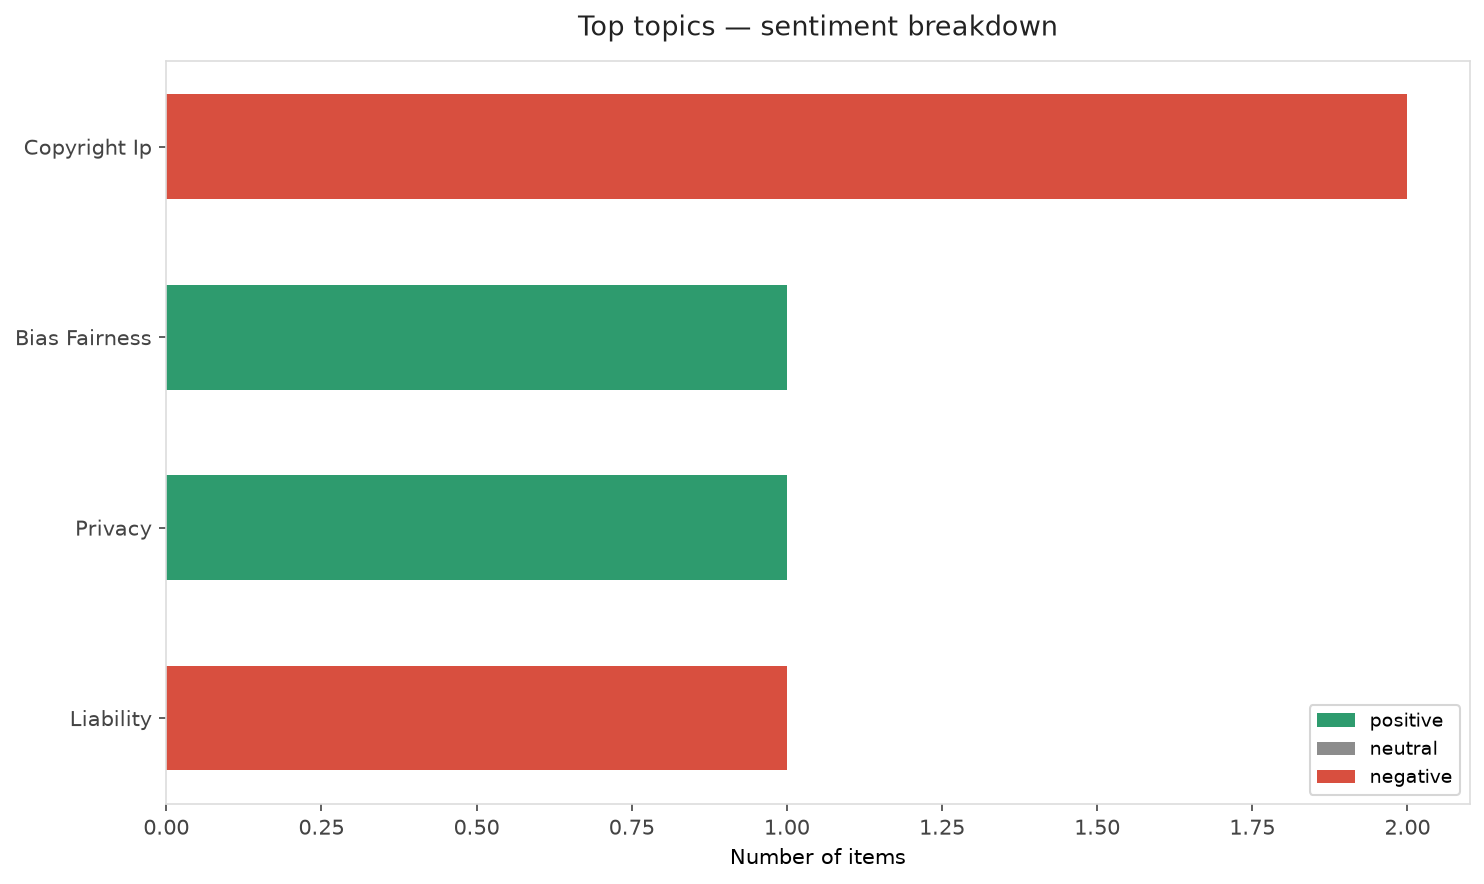 Top topics — sentiment breakdown
Copyright Ip
Bias Fairness
Privacy
Liability
positive
neutral
negative
0.00 0.25 0.50 0.75 1.00 1.25 1.50 1.75 2.00
Number of items